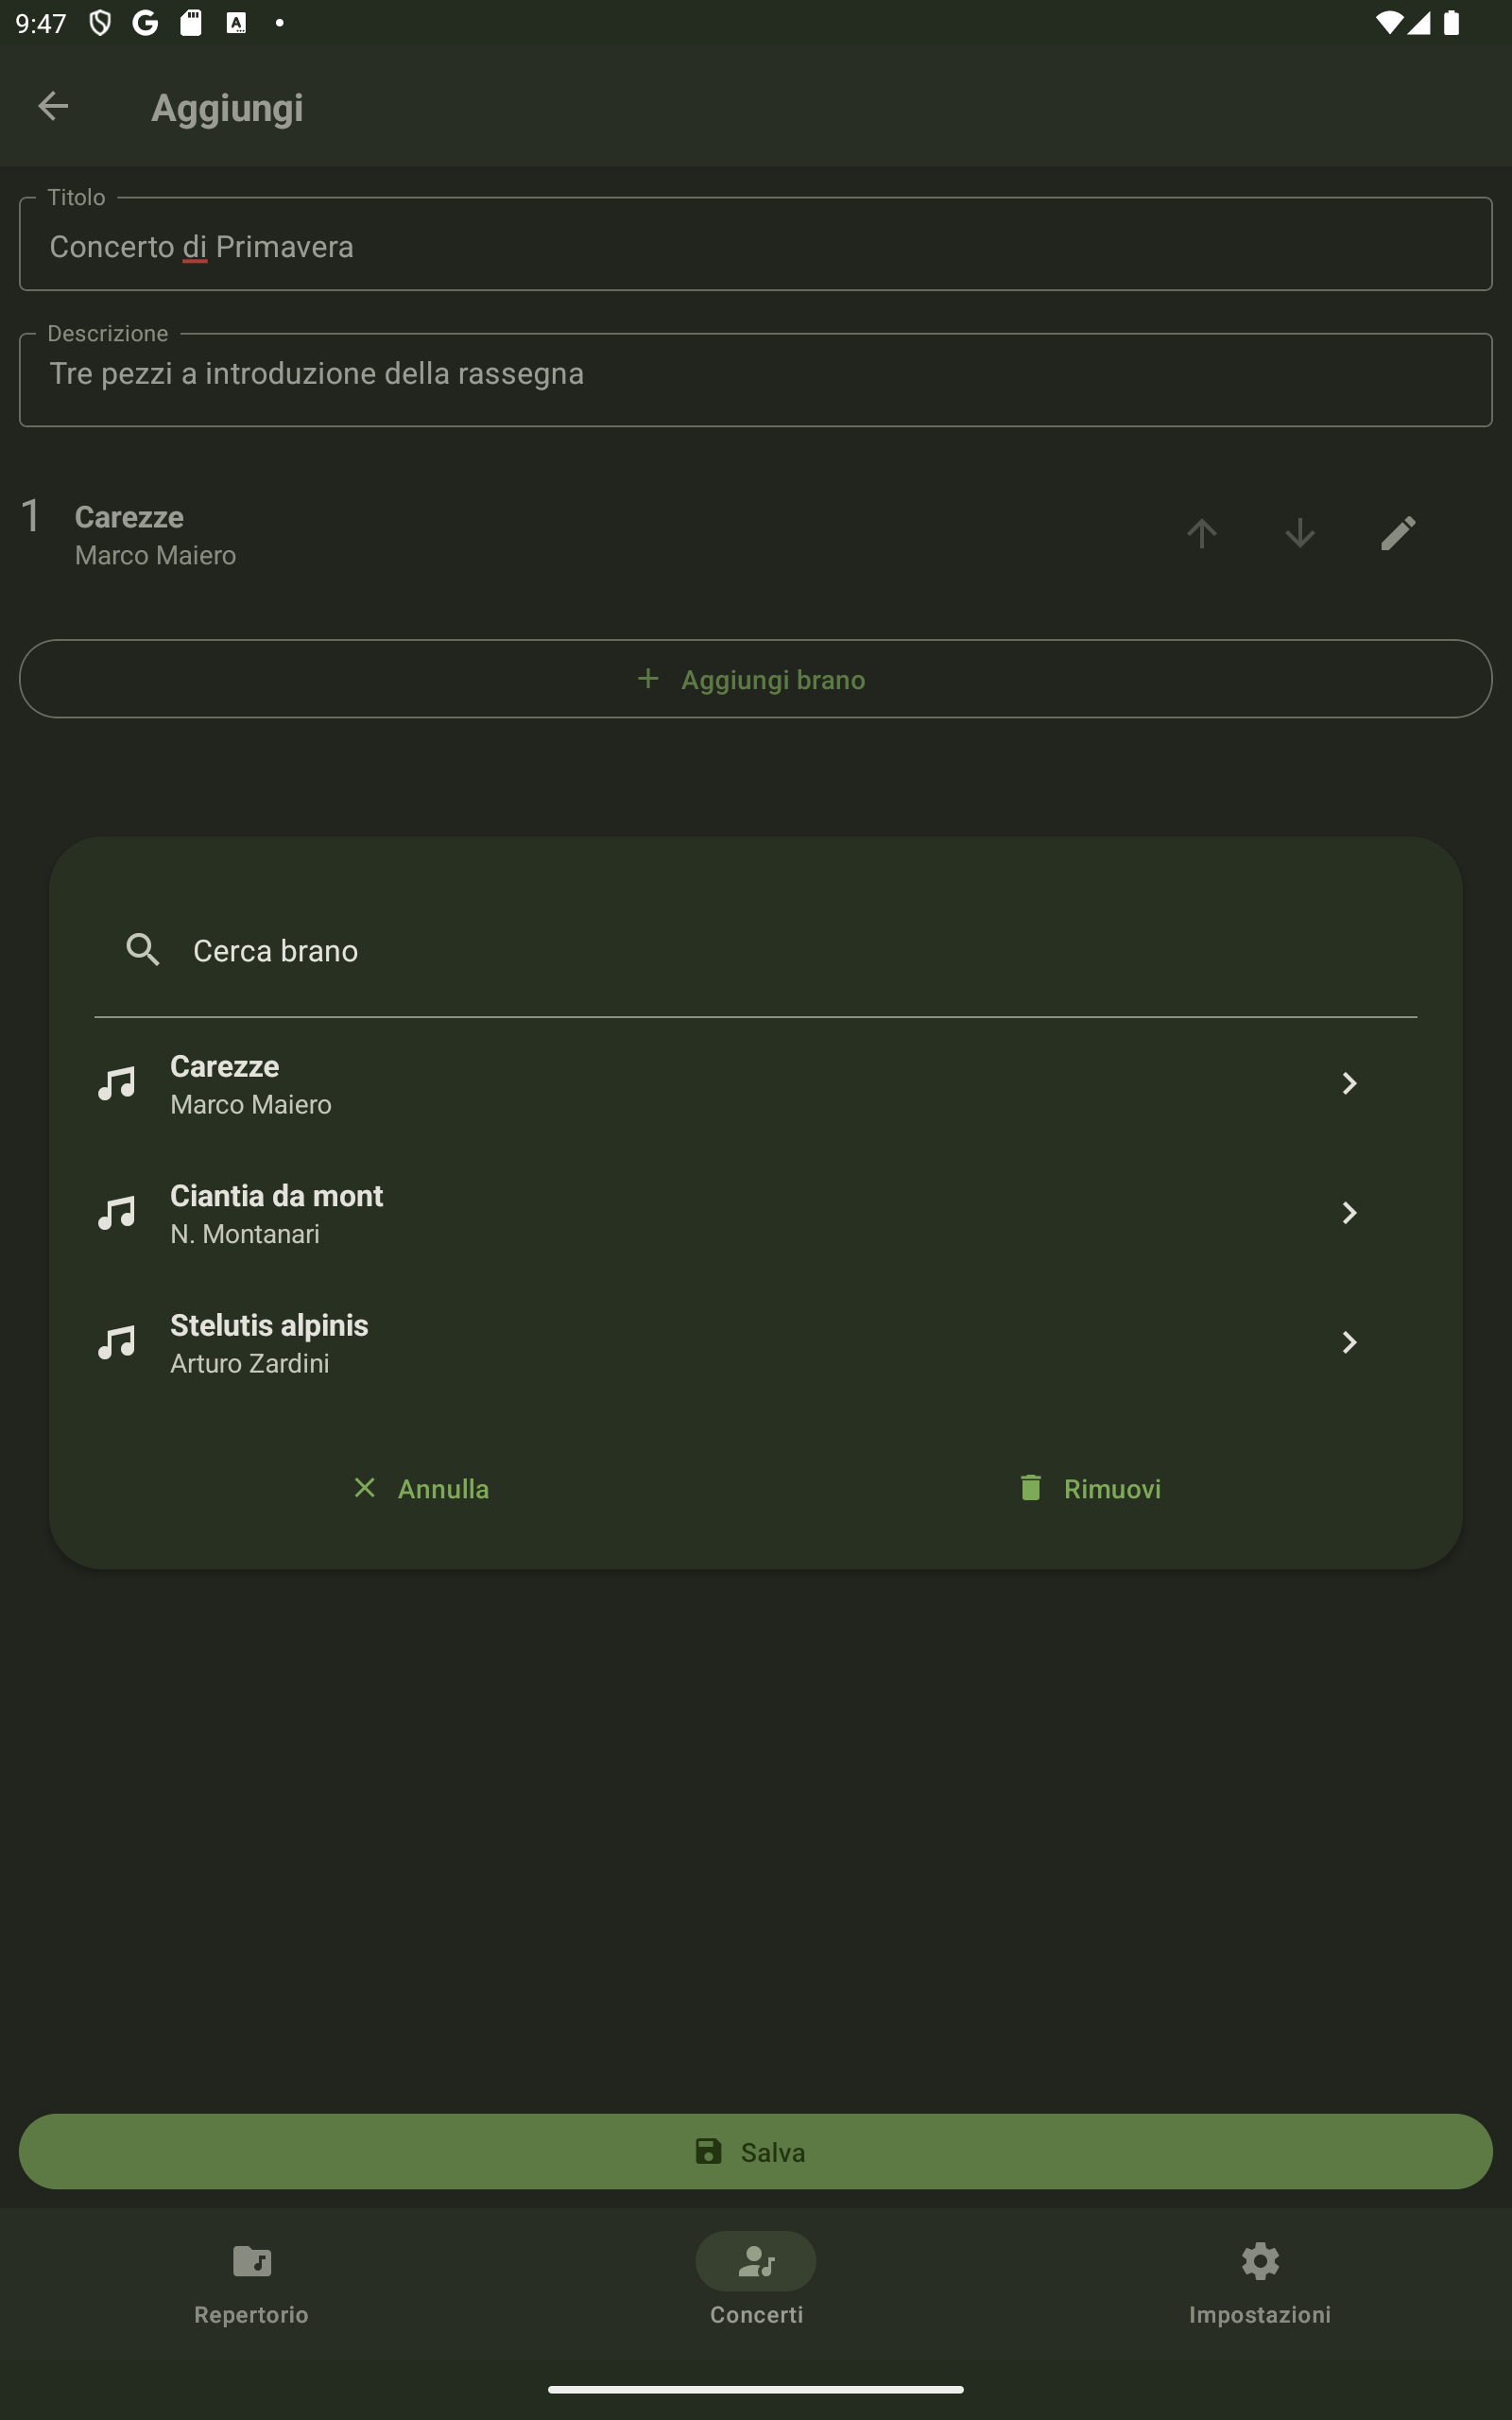 9:47
Aggiungi
Titolo
Concerto di Primavera
Descrizione
Tre pezzi a introduzione della rassegna
1
Carezze
Marco Maiero
Aggiungi brano
Cerca brano
Carezze
Marco Maiero
Ciantia da mont
N. Montanari
Stelutis alpinis
Arturo Zardini
Annulla
Rimuovi
Salva
Repertorio
Concerti
Impostazioni